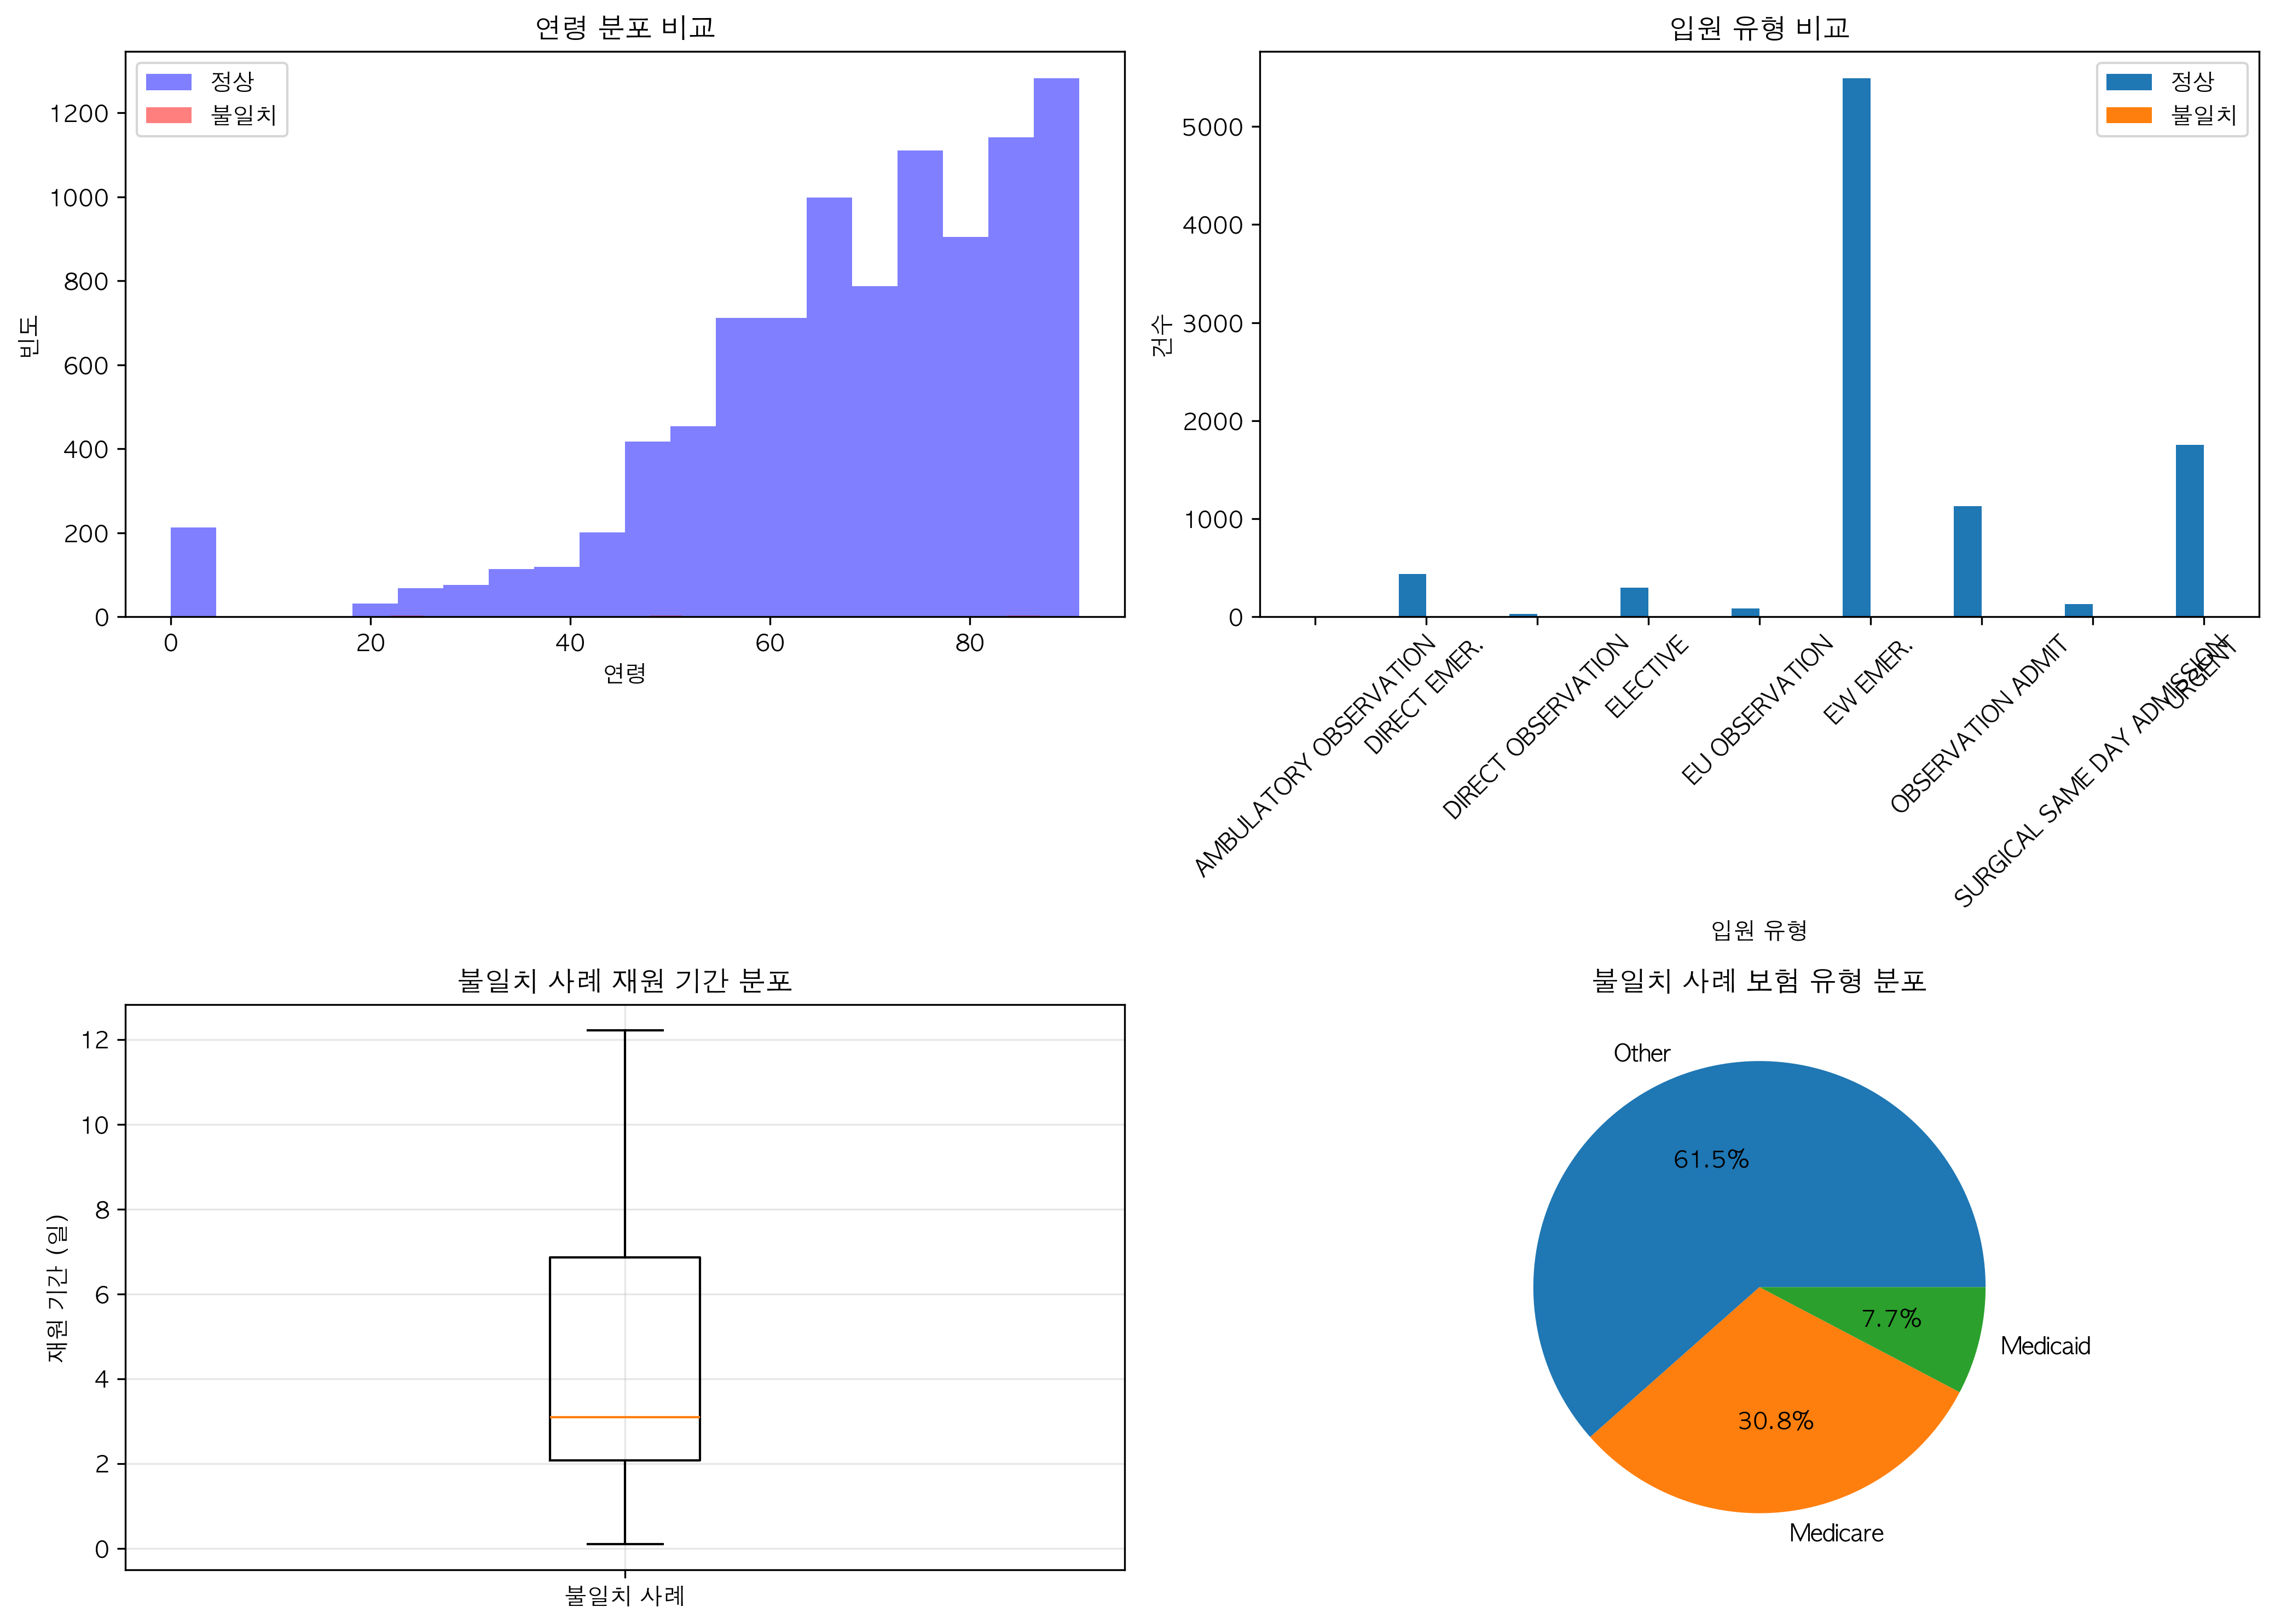 연령 분포 비교
정상
불일치
1200
1000
800
600
400
200
0
빈도
0 20 40 60 80
연령
입원 유형 비교
정상
불일치
5000
4000
3000
2000
1000
0
건수
AMBULATORY OBSERVATION
DIRECT EMER.
DIRECT OBSERVATION
ELECTIVE
EU OBSERVATION
EW EMER.
OBSERVATION ADMIT
SURGICAL SAME DAY ADMISSION
URGENT
입원 유형
불일치 사례 재원 기간 분포
12
10
8
6
4
2
0
재원 기간 (일)
불일치 사례
불일치 사례 보험 유형 분포
Other
61.5%
7.7%
Medicaid
30.8%
Medicare